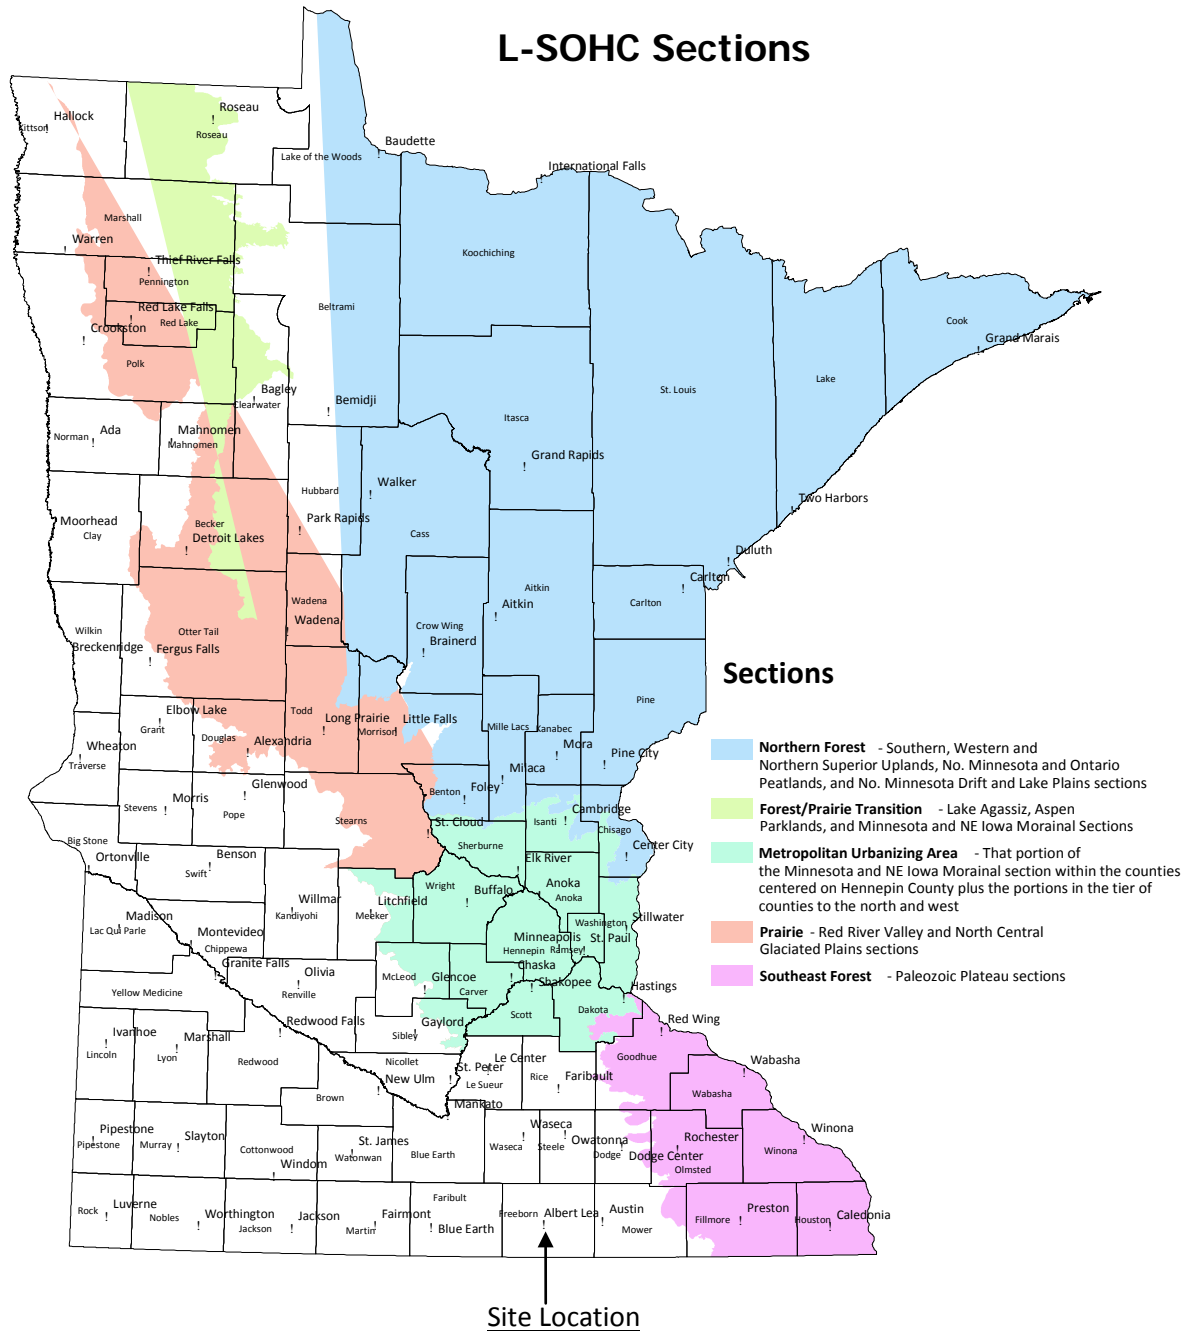 L-SOHC Sections
Hallock
Kittson
Roseau
Roseau
Baudette
Lake of the Woods
International Falls
Marshall
Warren
Thief River Falls
Pennington
Koochiching
Red Lake Falls
Red Lake
Crookston
Beltrami
Cook
Grand Marais
Polk
Lake
St. Louis
Bagley
Clearwater
Bemidji
Itasca
Ada
Norman
Mahnomen
Mahnomen
Grand Rapids
Walker
Hubbard
Two Harbors
Moorhead
Clay
Becker
Detroit Lakes
Park Rapids
Cass
Duluth
Carlton
Aitkin
Aitkin
Carlton
Wadena
Wadena
Wilkin
Breckenridge
Otter Tail
Fergus Falls
Crow Wing
Brainerd
Pine
Elbow Lake
Grant
Todd
Long Prairie
Morrison
Little Falls
Mille Lacs
Kanabec
Mora
Pine City
Wheaton
Traverse
Douglas
Alexandria
Milaca
Foley
Benton
Glenwood
Morris
Stevens
Pope
Stearns
St. Cloud
Isanti
Cambridge
Chisago
Center City
Sherburne
Elk River
Big Stone
Ortonville
Benson
Swift
Willmar
Kandiyohi
Litchfield
Meeker
Wright
Buffalo
Anoka
Anoka
Washington
Stillwater
Madison
Lac Qui Parle
Montevideo
Chippewa
Minneapolis
Hennepin
Ramsey
St. Paul
Granite Falls
Olivia
Renville
McLeod
Glencoe
Carver
Chaska
Shakopee
Hastings
Yellow Medicine
Scott
Dakota
Red Wing
Ivanhoe
Lincoln
Marshall
Lyon
Redwood Falls
Redwood
Sibley
Gaylord
Goodhue
Wabasha
Wabasha
Nicollet
New Ulm
St. Peter
Le Center
Le Sueur
Rice
Faribault
Brown
Mankato
Pipestone
Pipestone
Slayton
Murray
Cottonwood
Windom
St. James
Watonwan
Blue Earth
Waseca
Waseca
Steele
Owatonna
Dodge
Dodge Center
Rochester
Olmsted
Winona
Winona
Luverne
Rock
Nobles
Worthington
Jackson
Jackson
Fairmont
Martin
Faribult
Blue Earth
Freeborn
Albert Lea
Austin
Mower
Fillmore
Preston
Houston
Caledonia
Sections
Northern Forest - Southern, Western and
Northern Superior Uplands, No. Minnesota and Ontario
Peatlands, and No. Minnesota Drift and Lake Plains sections
Forest/Prairie Transition - Lake Agassiz, Aspen
Parklands, and Minnesota and NE Iowa Morainal Sections
Metropolitan Urbanizing Area - That portion of
the Minnesota and NE Iowa Morainal section within the counties
centered on Hennepin County plus the portions in the tier of
counties to the north and west
Prairie - Red River Valley and North Central
Glaciated Plains sections
Southeast Forest - Paleozoic Plateau sections
Site Location